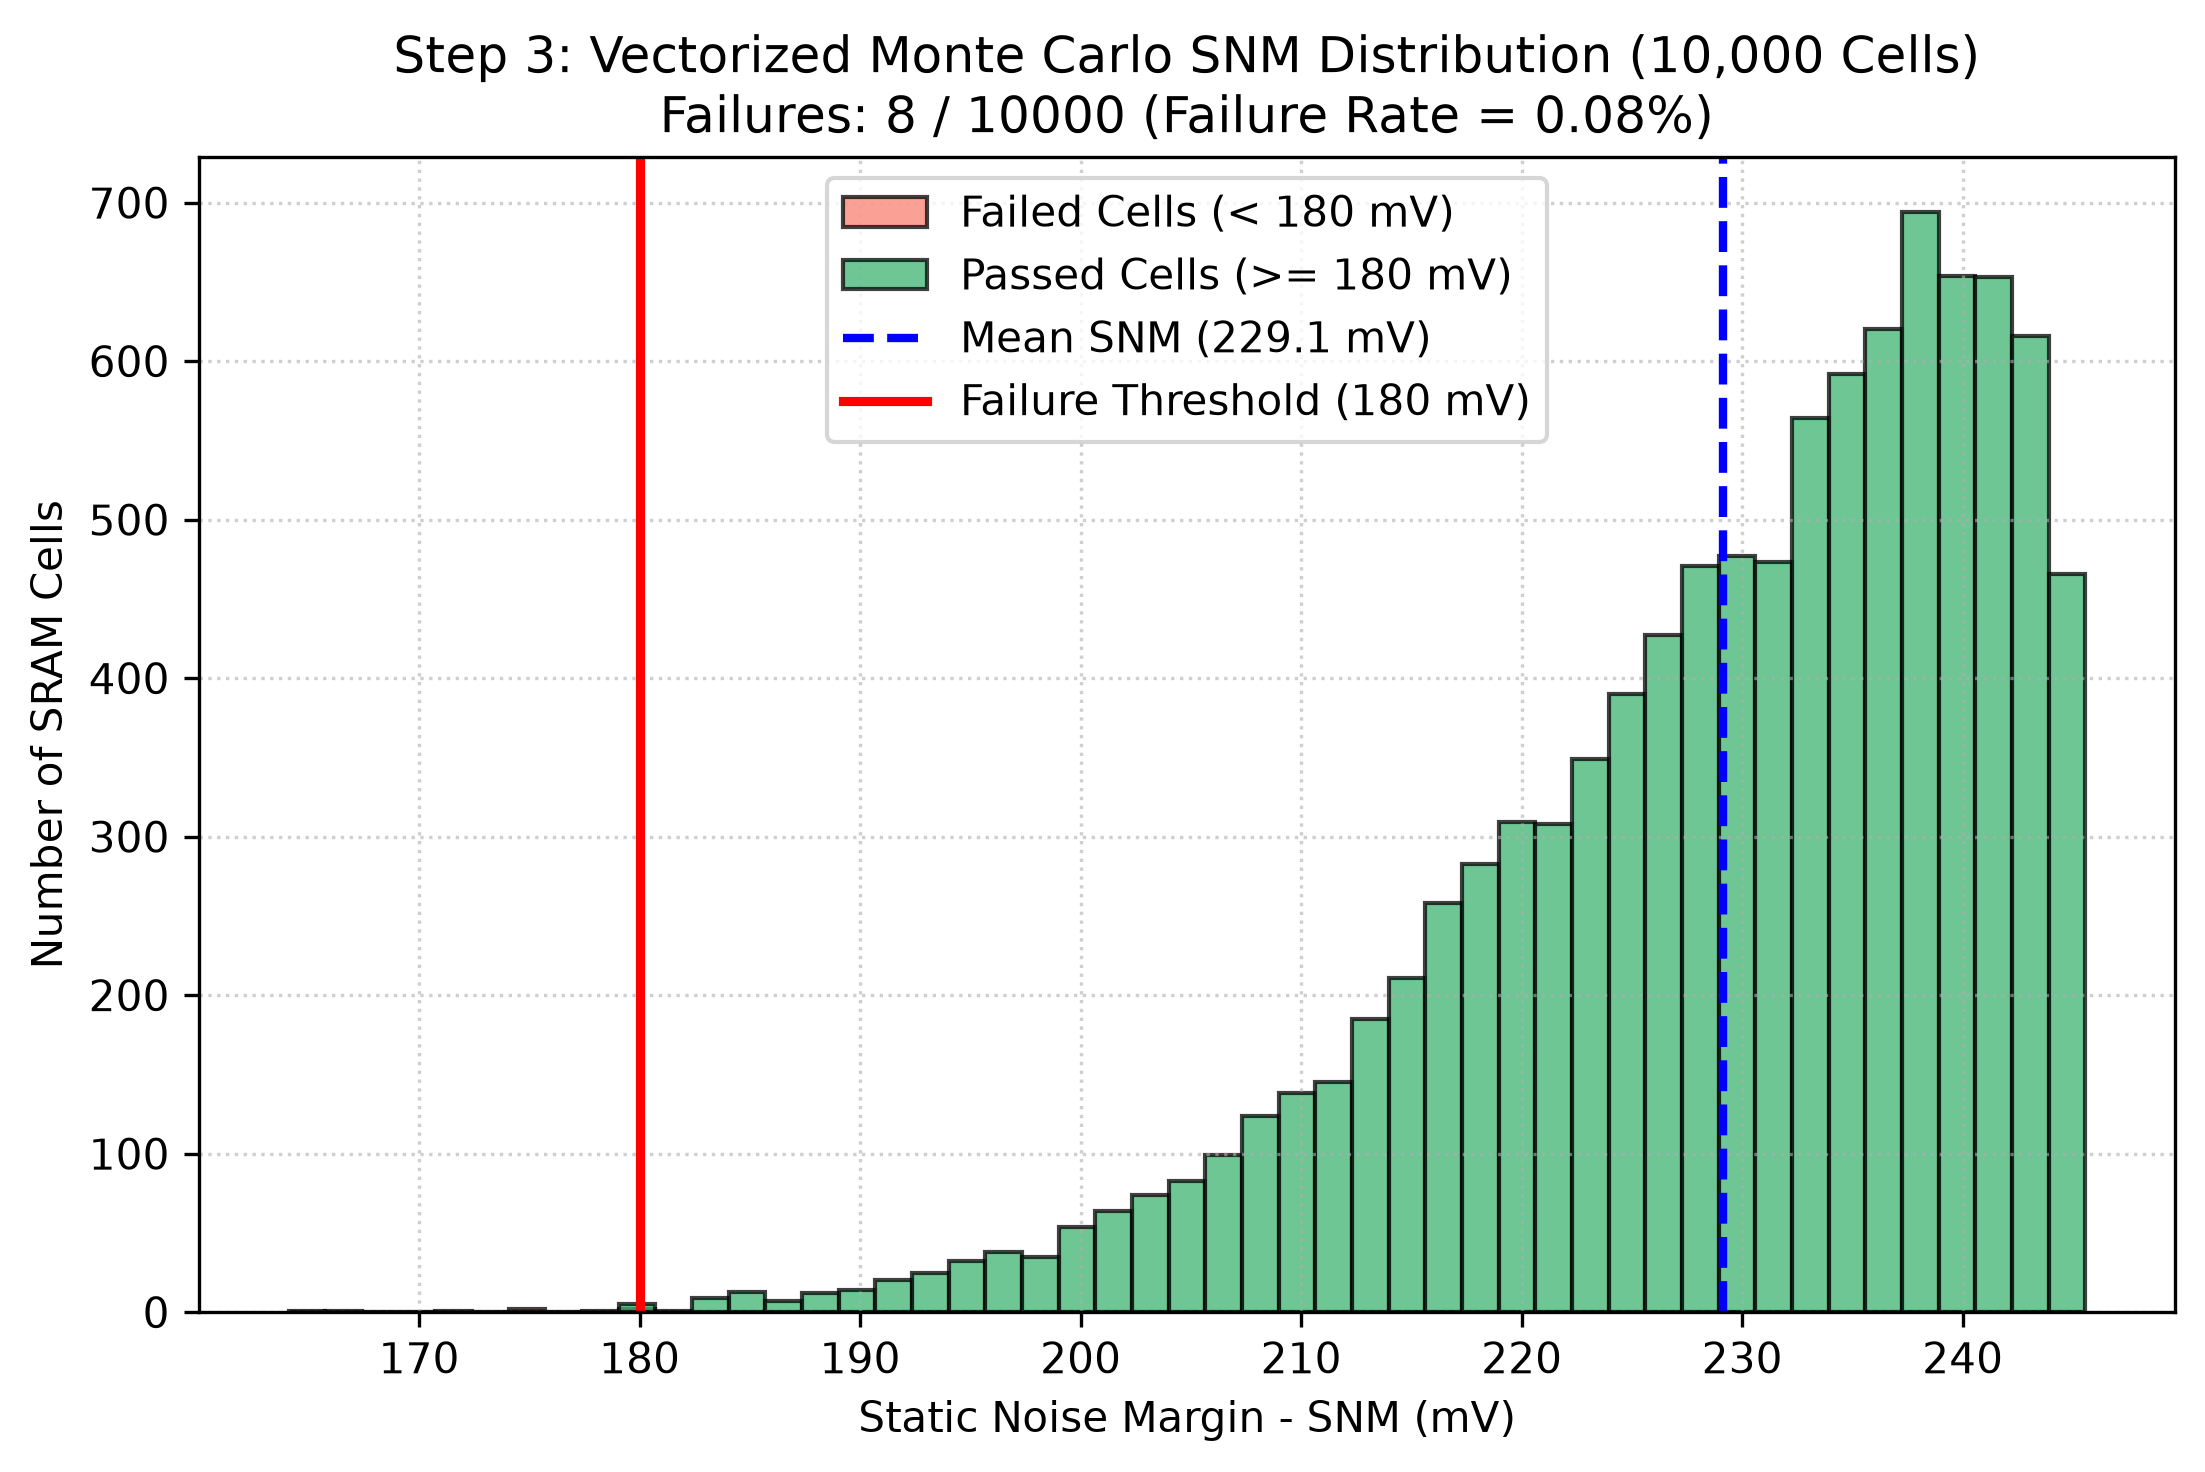 Step 3: Vectorized Monte Carlo SNM Distribution (10,000 Cells)
Failures: 8 / 10000 (Failure Rate = 0.08%)
Failed Cells (< 180 mV)
Passed Cells (>= 180 mV)
Mean SNM (229.1 mV)
Failure Threshold (180 mV)
Number of SRAM Cells
700
600
500
400
300
200
100
0
170 180 190 200 210 220 230 240
Static Noise Margin - SNM (mV)